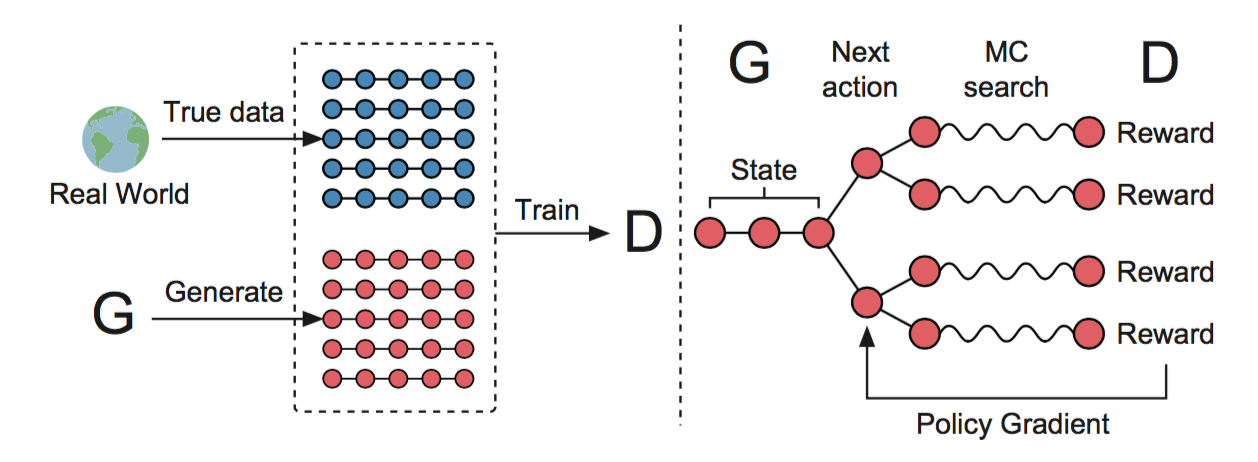 True data
Real World
G
Generate
Train
D
G
Next
action
MC
search
D
State
Reward
Reward
Reward
Reward
Policy Gradient